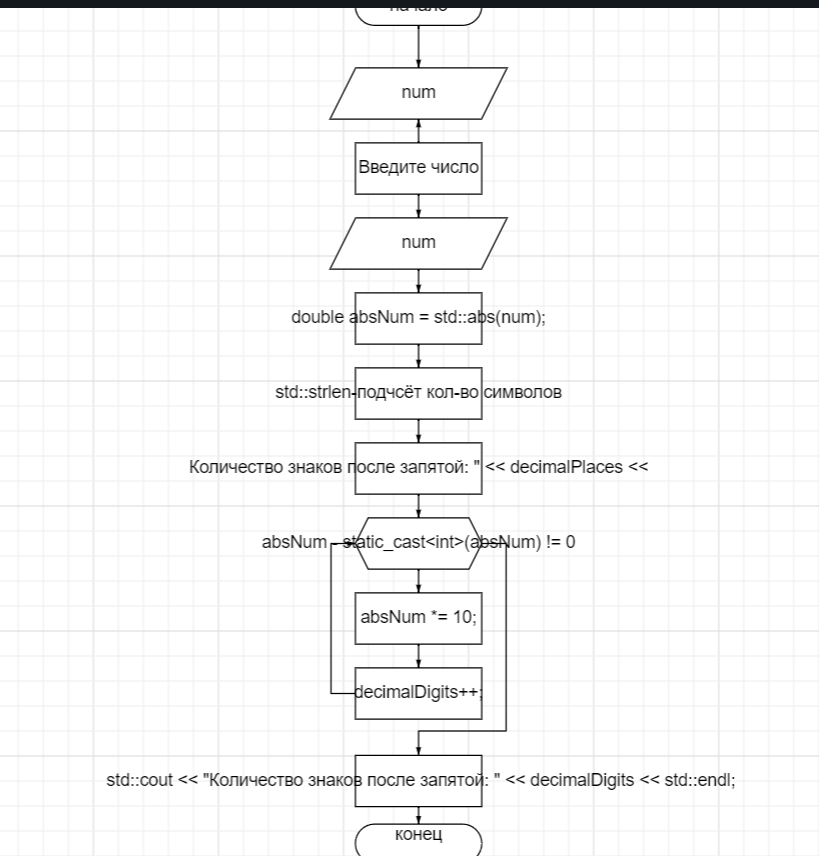 начало
num
Введите число
num
double absNum = std::abs(num);
std::strlen-подчсёт кол-во символов
Количество знаков после запятой: " << decimalPlaces <<
absNum - static_cast<int>(absNum) != 0
absNum *= 10;
decimalDigits++;
std::cout << "Количество знаков после запятой: " << decimalDigits << std::endl;
конец